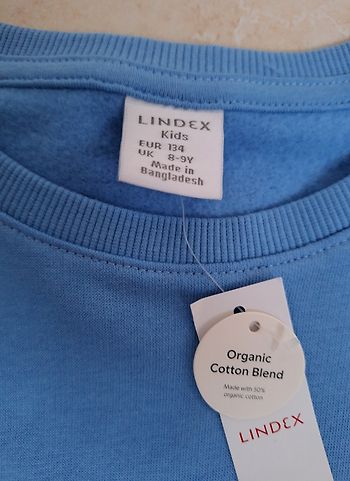 LINDEX
Kids
EUR 134
UK 8-9Y
Made in
Bangladesh
Organic
Cotton Blend
Made with 50%
organic cotton
LINDEX